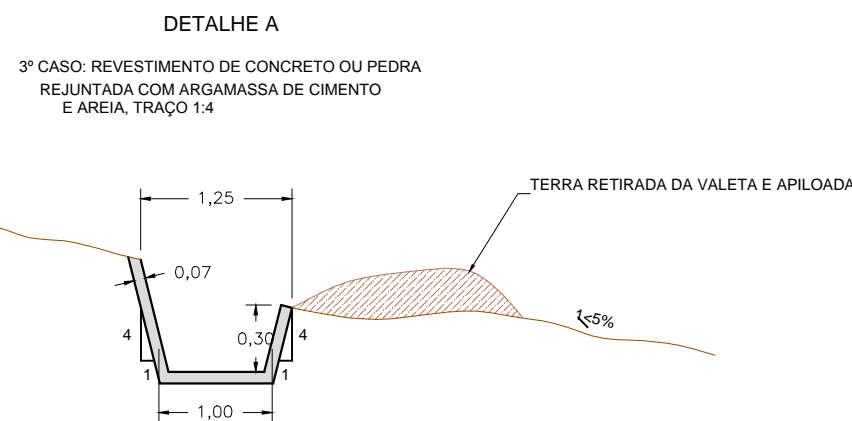 DETALHE A
3º CASO: REVESTIMENTO DE CONCRETO OU PEDRA
REJUNTADA COM ARGAMASSA DE CIMENTO
E AREIA, TRAÇO 1:4
TERRA RETIRADA DA VALETA E APILOADA
1,25
0,07
1<5%
4
0,30
4
1
1
1,00